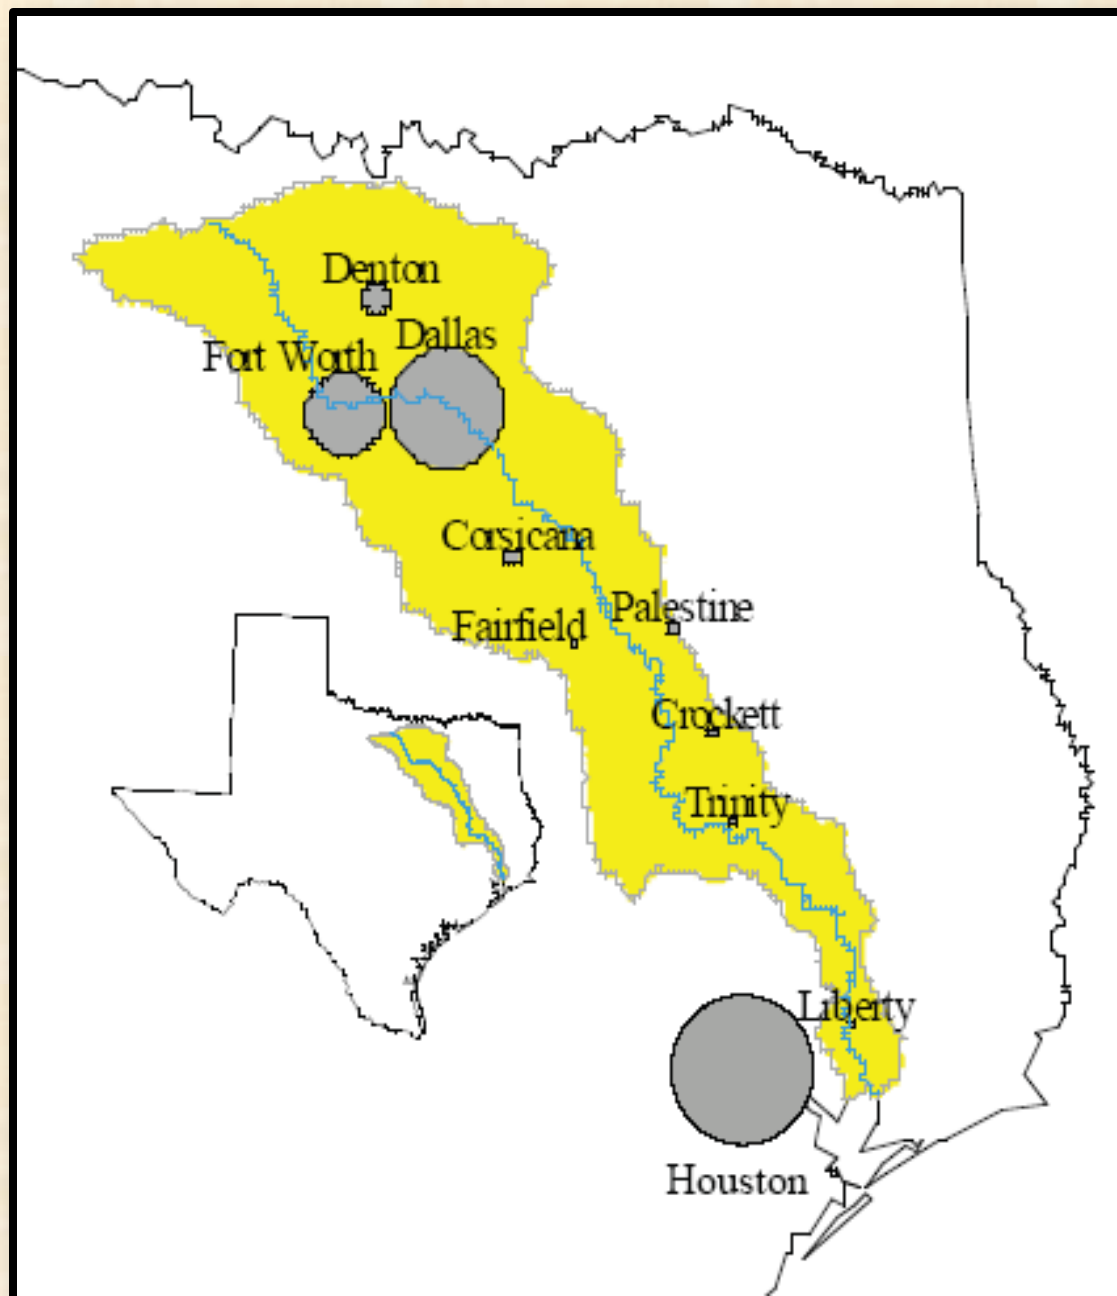 Denton
Dallas
Fort Worth
Corsicana
Palestine
Fairfield
Crockett
Trinity
Liberty
Houston